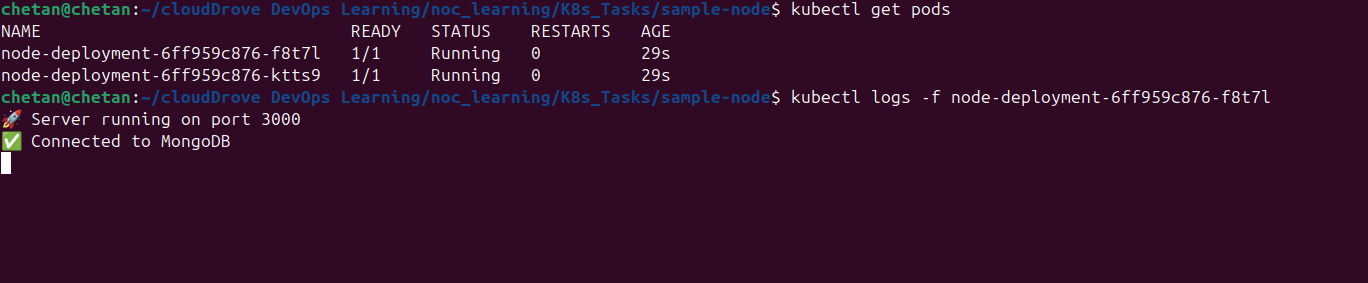 chetan@chetan:~/cloudDrove DevOps Learning/noc_learning/K8s_Tasks/sample-node$ kubectl get pods
NAME                               READY   STATUS    RESTARTS   AGE
node-deployment-6ff959c876-f8t7l   1/1     Running   0          29s
node-deployment-6ff959c876-ktts9   1/1     Running   0          29s
chetan@chetan:~/cloudDrove DevOps Learning/noc_learning/K8s_Tasks/sample-node$ kubectl logs -f node-deployment-6ff959c876-f8t7l
🚀 Server running on port 3000
✅ Connected to MongoDB